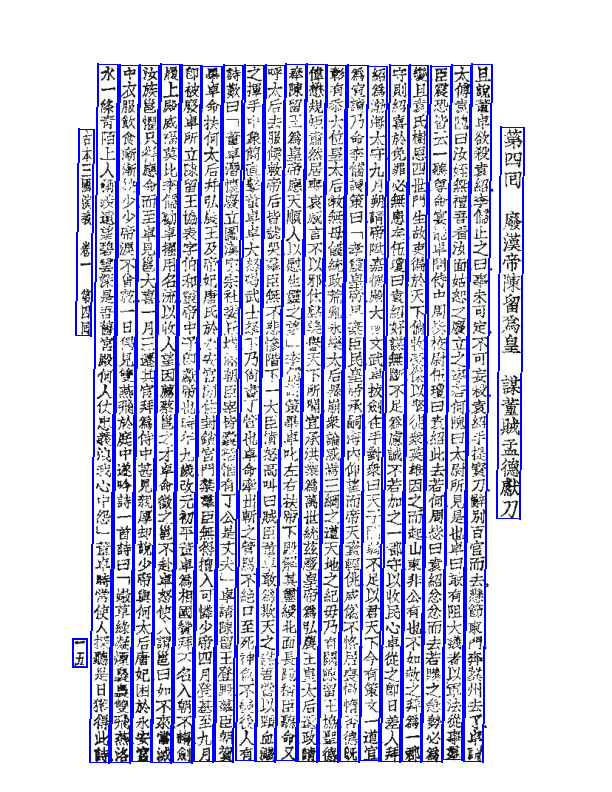 第四回　廢漢帝陳留為皇　謀董賊孟德獻刀
且說董卓欲殺袁紹李儒止之曰事未可定不可妄殺袁紹手提寶刀辭別百官而去懸節東門奔冀州去了卓謂
太傅袁隗曰汝姪無禮吾看汝面姑恕之廢立之事若何隗曰太尉所見是也卓曰敢有阻大議者以軍法從事羣
臣震恐皆云一聽尊命宴罷卓問侍中周毖校尉伍瓊曰袁紹此去若何周毖曰袁紹忿忿而去若購之急勢必為
變且袁氏樹恩四世門生故吏徧於天下倘收豪傑以聚徒衆英雄因之而起山東非公有也不如赦之拜為一郡
守則紹喜於免罪必無患矣伍瓊曰袁紹好謀無斷不足為慮誠不若加之一郡守以收民心卓從之即日差人拜
紹為渤海太守九月朔請帝陞嘉德殿大會文武卓拔劍在手對衆曰天子闇弱不足以君天下今有策文一道宜
為宣讀乃命李儒讀策曰「孝靈皇帝早棄臣民皇帝承嗣海內仰望而帝天資輕佻威儀不恪居喪慢惰否德既
彰有忝大位皇太后教無母儀統政荒亂永樂太后暴崩衆論惑焉三綱之道天地之紀毋乃有闕陳留王協聖德
偉懋規矩肅然居喪哀戚言不以邪休聲美譽天下所聞宜承洪業為萬世統茲廢皇帝為弘農王皇太后還政請
奉陳留王為皇帝應天順人以慰生靈之望」李儒讀策畢卓叱左右扶帝下殿解其璽綬北面長跪稱臣聽命又
呼太后去服候敕帝后皆號哭羣臣無不悲慘階下一大臣憤怒高叫曰賊臣董卓敢為欺天之謀吾當以頸血濺
之揮手中象簡直擊董卓卓大怒喝武士拏下乃尚書丁管也卓命牽出斬之管罵不絕口至死神色不變後人有
詩歎曰「董賊潛懷廢立圖漢家宗社委丘墟滿朝臣宰皆囊括惟有丁公是丈夫」卓請陳留王登殿羣臣朝賀
畢卓命扶何太后并弘農王及帝妃唐氏於永安宮閒住封鎖宮門禁羣臣無得擅入可憐少帝四月登基至九月
即被廢卓所立陳留王協表字伯和靈帝中子即獻帝也時年九歲改元初平董卓為相國贊拜不名入朝不趨劍
履上殿威福莫比李儒勸卓擢用名流以收人望因薦蔡邕之才卓命徵之邕不赴卓怒使人謂邕曰如不來當滅
汝族邕懼只得應命而至卓見邕大喜一月三遷其官拜為侍中甚見親厚却說少帝與何太后唐妃困於永安宮
中衣服飲食漸漸缺少少帝淚不曾乾一日偶見雙燕飛於庭中遂吟詩一首詩曰「嫩草綠凝煙裊裊雙飛燕洛
水一條青陌上人稱羨遠望碧雲深是吾舊宮殿何人仗忠義洩我心中怨」董卓時常使人探聽是日獲得此詩
古本三國演義　卷一　第四回
一五